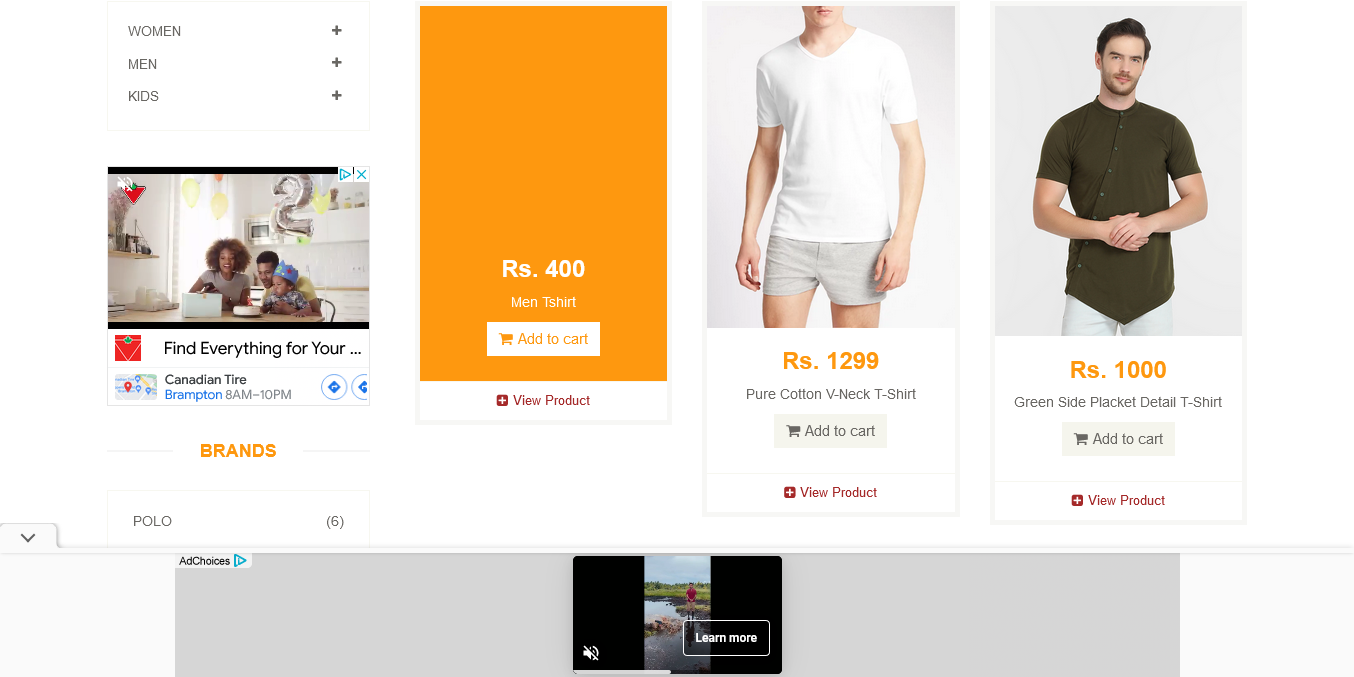 WOMEN
MEN
KIDS
Find Everything for Your ...
Canadian Tire
Brampton 8AM–10PM
BRANDS
POLO (6)
Rs. 400
Men Tshirt
Add to cart
View Product
Rs. 1299
Pure Cotton V-Neck T-Shirt
Add to cart
View Product
Rs. 1000
Green Side Placket Detail T-Shirt
Add to cart
View Product
AdChoices
Learn more